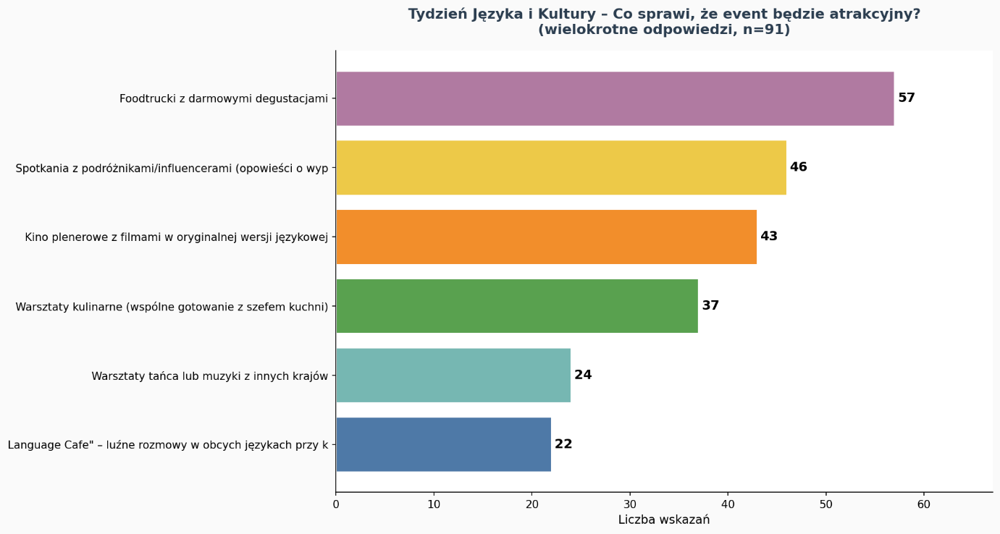 Tydzień Języka i Kultury – Co sprawi, że event będzie atrakcyjny?
(wielokrotne odpowiedzi, n=91)
Foodtrucki z darmowymi degustacjami
57
Spotkania z podróżnikami/influencerami (opowieści o wyp
46
Kino plenerowe z filmami w oryginalnej wersji językowej
43
Warsztaty kulinarne (wspólne gotowanie z szefem kuchni)
37
Warsztaty tańca lub muzyki z innych krajów
24
Language Cafe" – luźne rozmowy w obcych językach przy k
22
0 10 20 30 40 50 60
Liczba wskazań